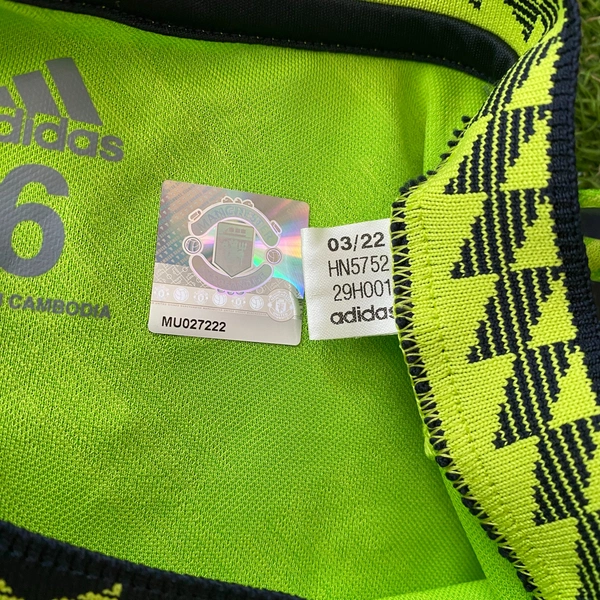 adidas
6
CAMBODIA
MU027222
03/22
HN5752
29H001
adidas